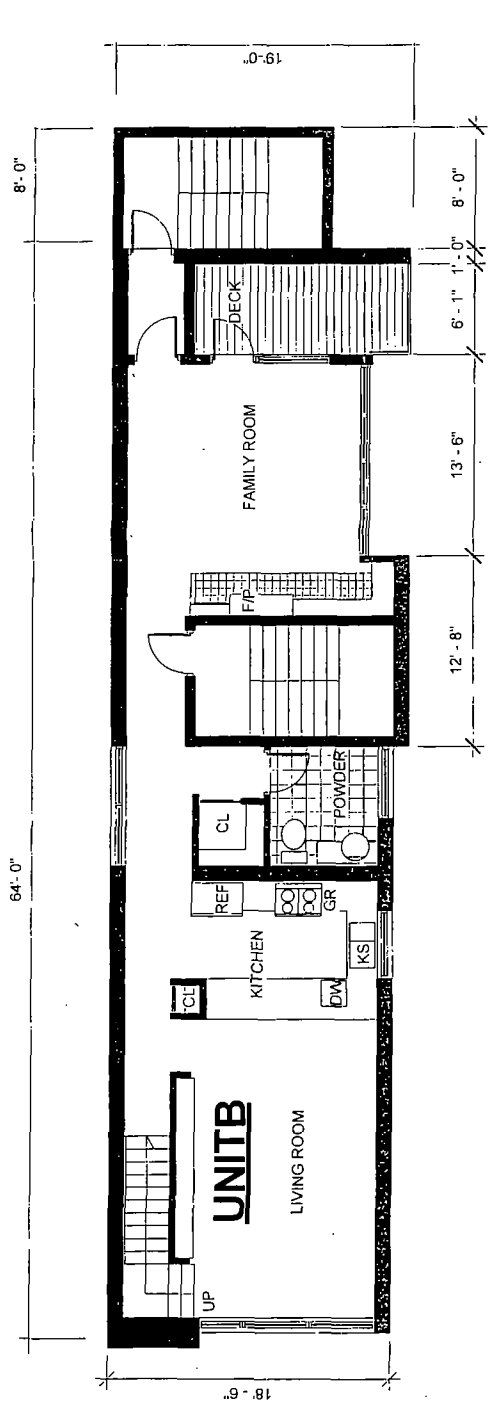 19'-0"
8'-0"
8'-0"
1'-0"
6'-1"
DECK
FAMILY ROOM
13'-6"
F/P
12'-8"
64'-0"
CL
POWDER
REF
GR
KITCHEN
KS
CL
DW
UNITB
LIVING ROOM
UP
18'-6"